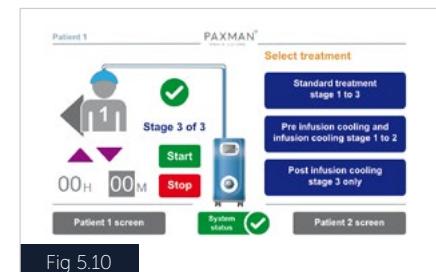 Patient 1
PAXMAN
Select treatment
Standard treatment
stage 1 to 3
1
Stage 3 of 3
Pre infusion cooling and
infusion cooling stage 1 to 2
Start
00H 00M
Stop
Post infusion cooling
stage 3 only
Patient 1 screen
System
status
Patient 2 screen
Fig 5.10